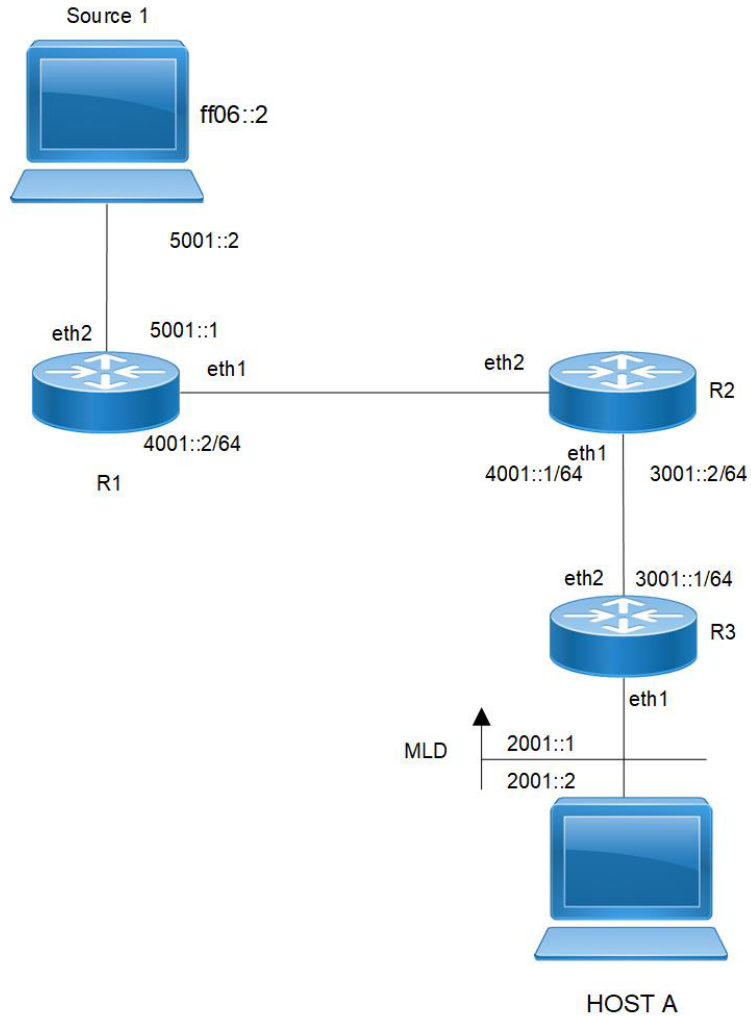 Source 1
ff06::2
5001::2
eth2
5001::1
eth1
4001::2/64
R1
eth2
R2
eth1
4001::1/64
3001::2/64
eth2
3001::1/64
R3
eth1
MLD
2001::1
2001::2
HOST A